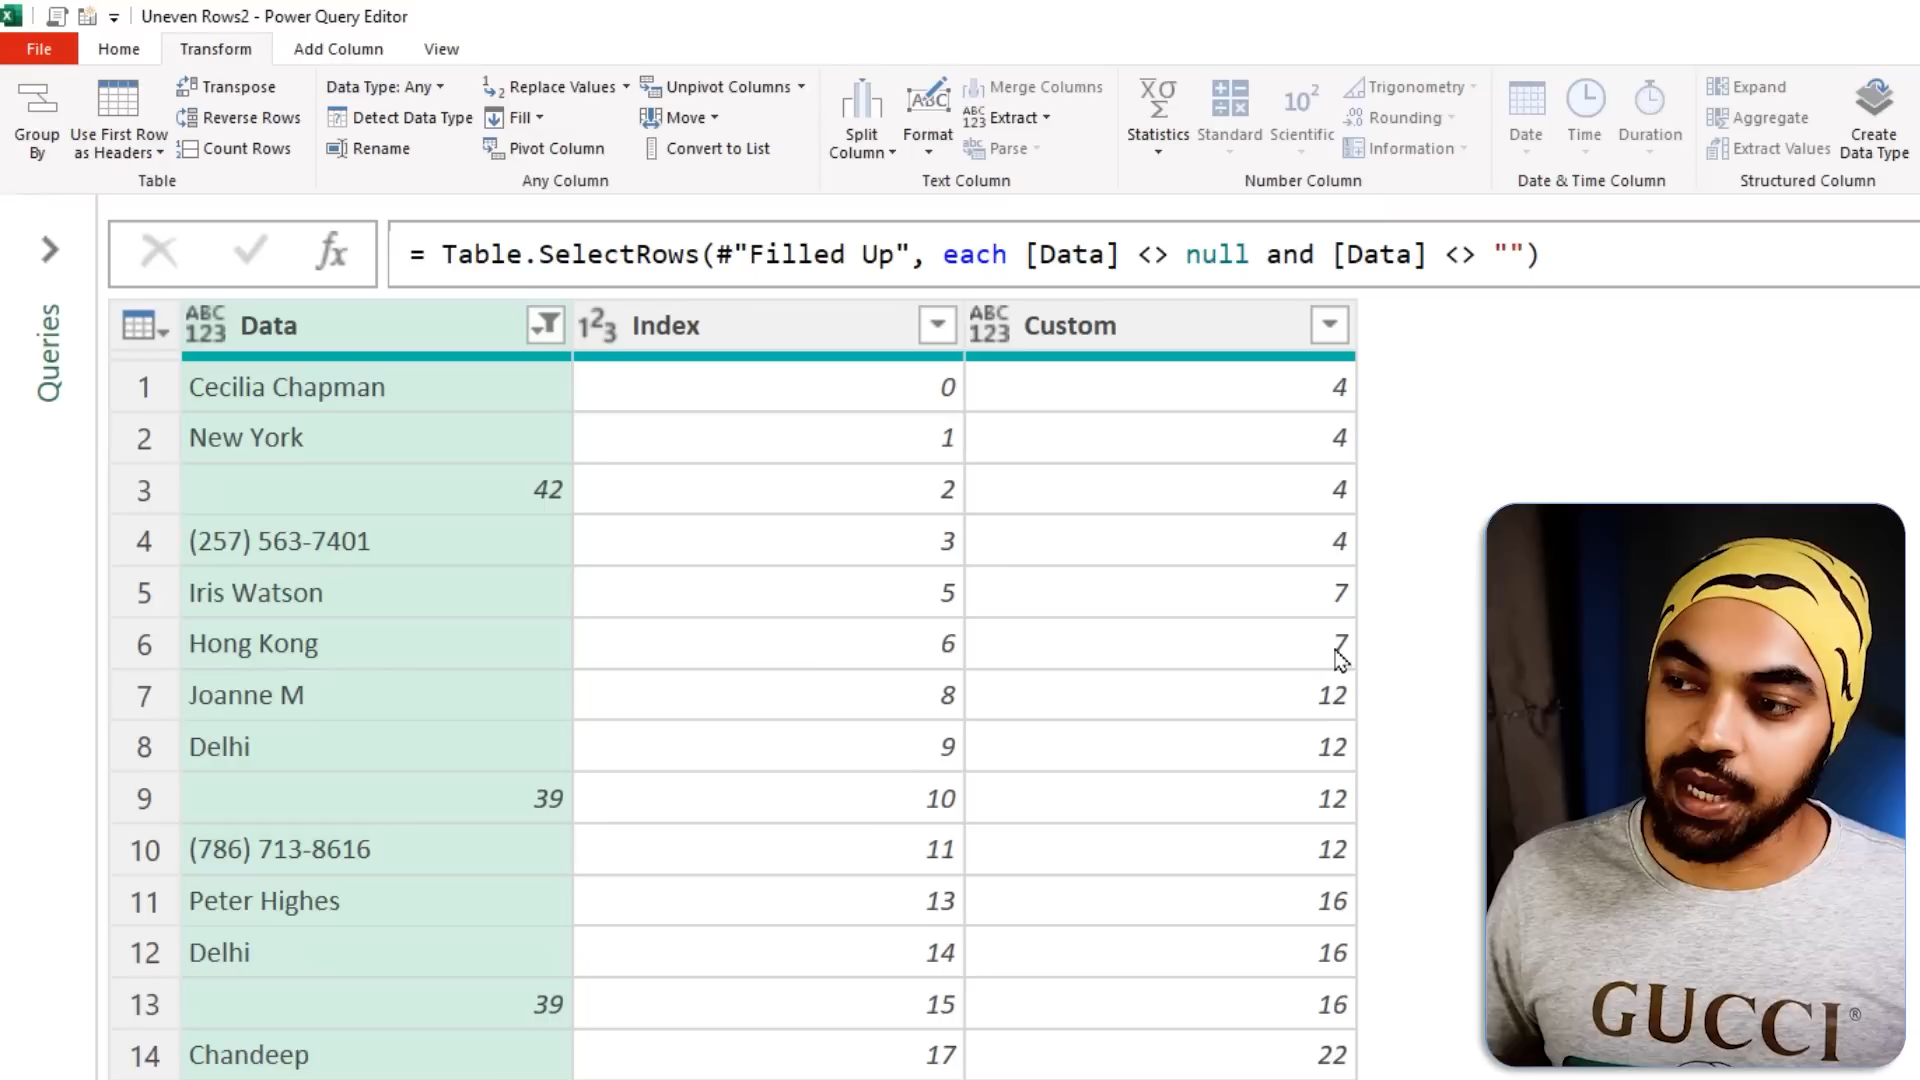 Uneven Rows2 - Power Query Editor
File Home Transform Add Column View
Group By
Use First Row as Headers
Transpose
Reverse Rows
Count Rows
Table
Data Type: Any
Detect Data Type
Rename
Replace Values
Fill
Pivot Column
Unpivot Columns
Move
Convert to List
Any Column
Split Column
Format
Merge Columns
Extract
Parse
Text Column
Statistics
Standard
Scientific
Trigonometry
Rounding
Information
Number Column
Date
Time
Duration
Date & Time Column
Expand
Aggregate
Extract Values
Create Data Type
Structured Column
Queries
fx = Table.SelectRows(#"Filled Up", each [Data] <> null and [Data] <> "")
ABC 123 Data 123 Index ABC 123 Custom
1 Cecilia Chapman 0 4
2 New York 1 4
3 42 2 4
4 (257) 563-7401 3 4
5 Iris Watson 5 7
6 Hong Kong 6 7
7 Joanne M 8 12
8 Delhi 9 12
9 39 10 12
10 (786) 713-8616 11 12
11 Peter Highes 13 16
12 Delhi 14 16
13 39 15 16
14 Chandeep 17 22
GUCCI®